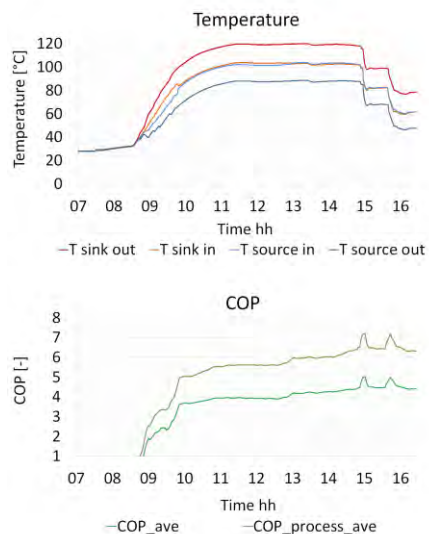 Temperature
Temperature [°C]
120
100
80
60
40
20
0
07 08 09 10 11 12 13 14 15 16
Time hh
T sink out T sink in T source in T source out
COP
COP [-]
8
7
6
5
4
3
2
1
07 08 09 10 11 12 13 14 15 16
Time hh
COP_ave COP_process_ave